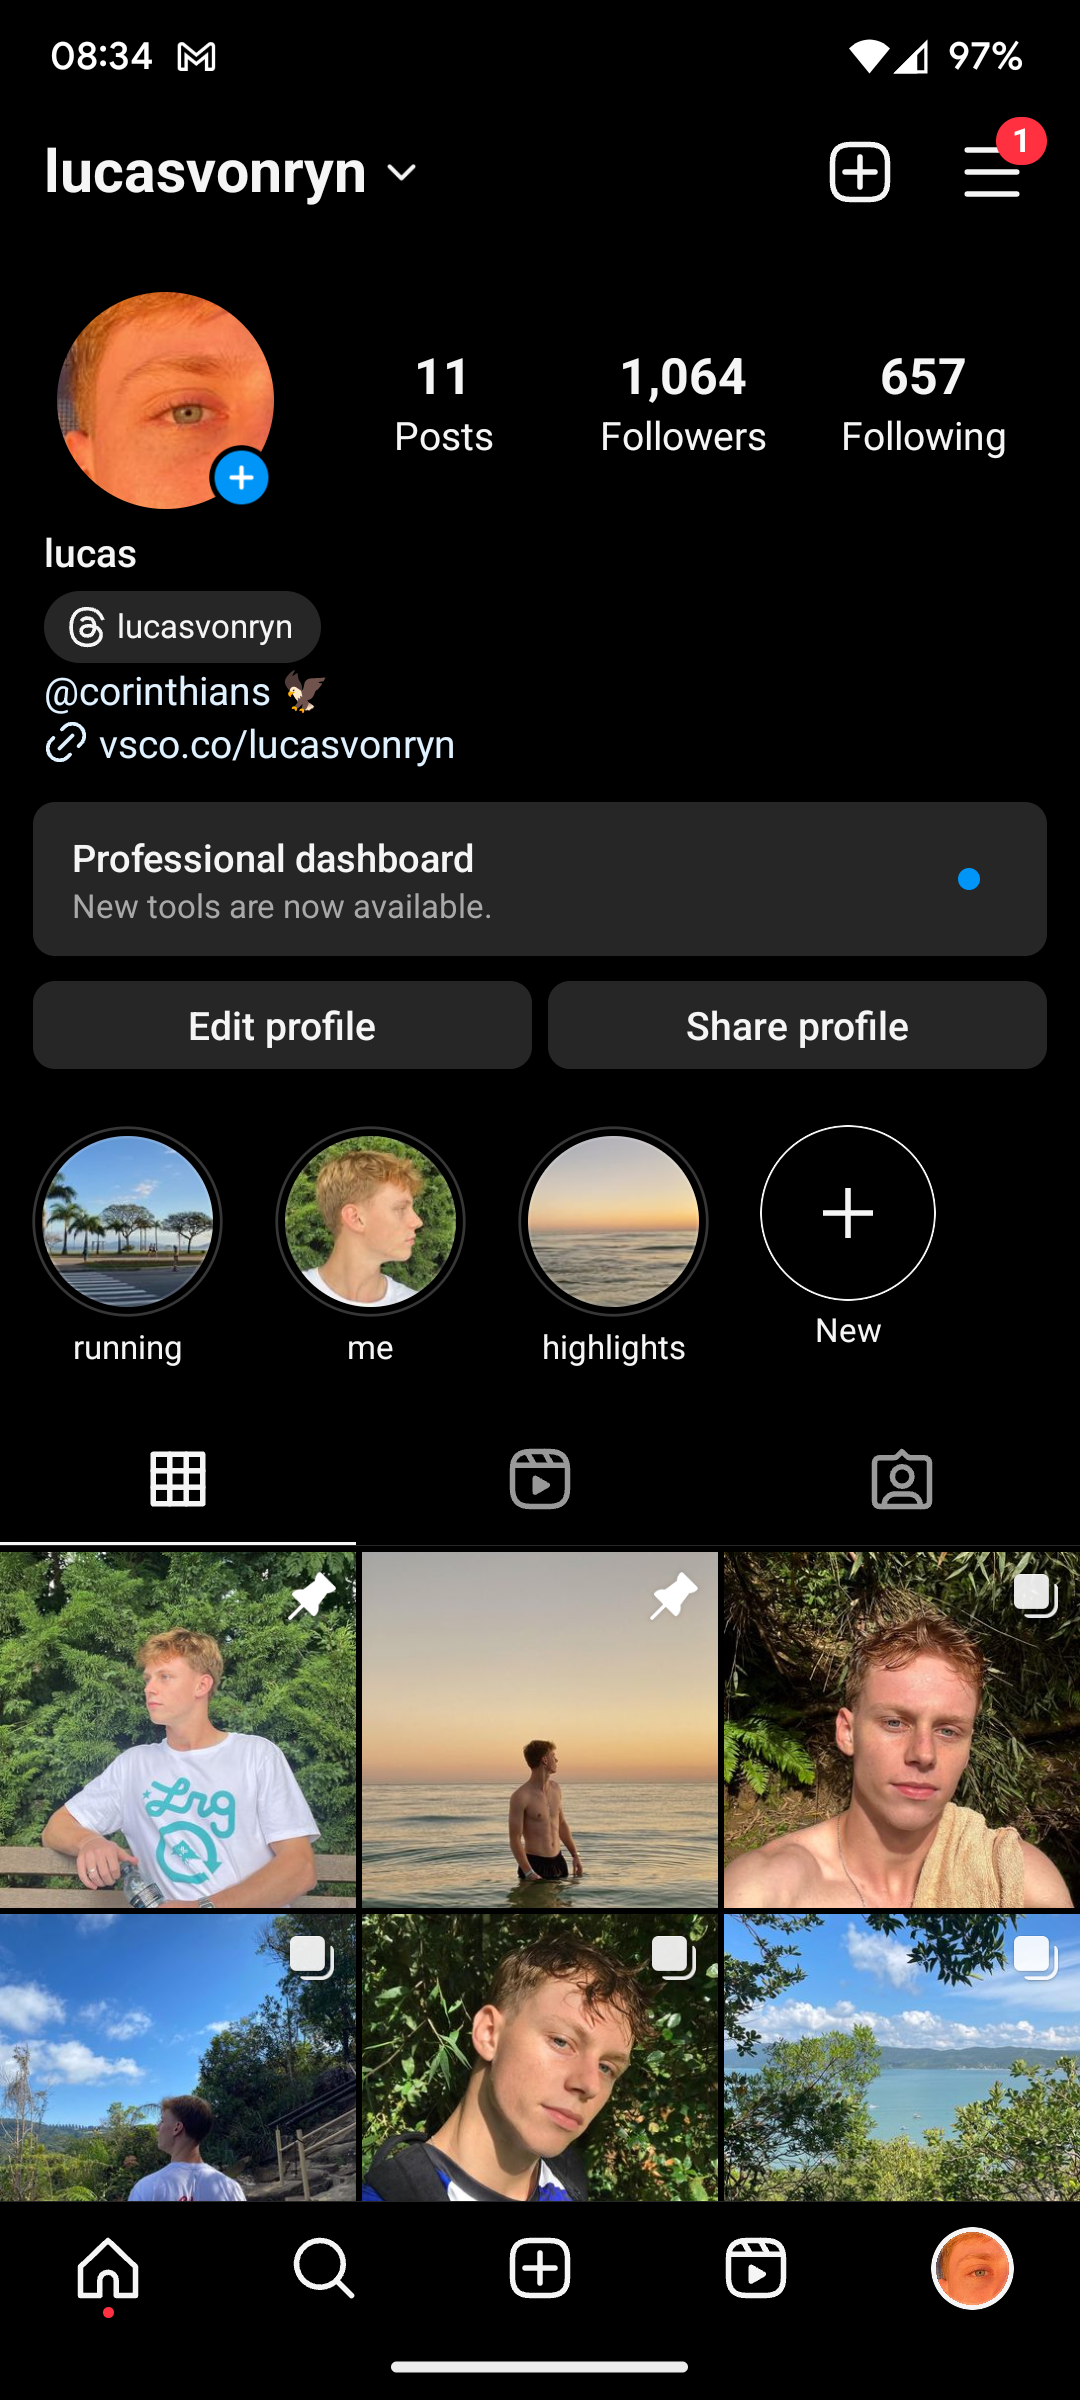 08:34 97%
lucasvonryn
1
11 1,064 657
Posts Followers Following
lucas
lucasvonryn
@corinthians 🦅
vsco.co/lucasvonryn
Professional dashboard
New tools are now available.
Edit profile Share profile
running me highlights New
Lrg